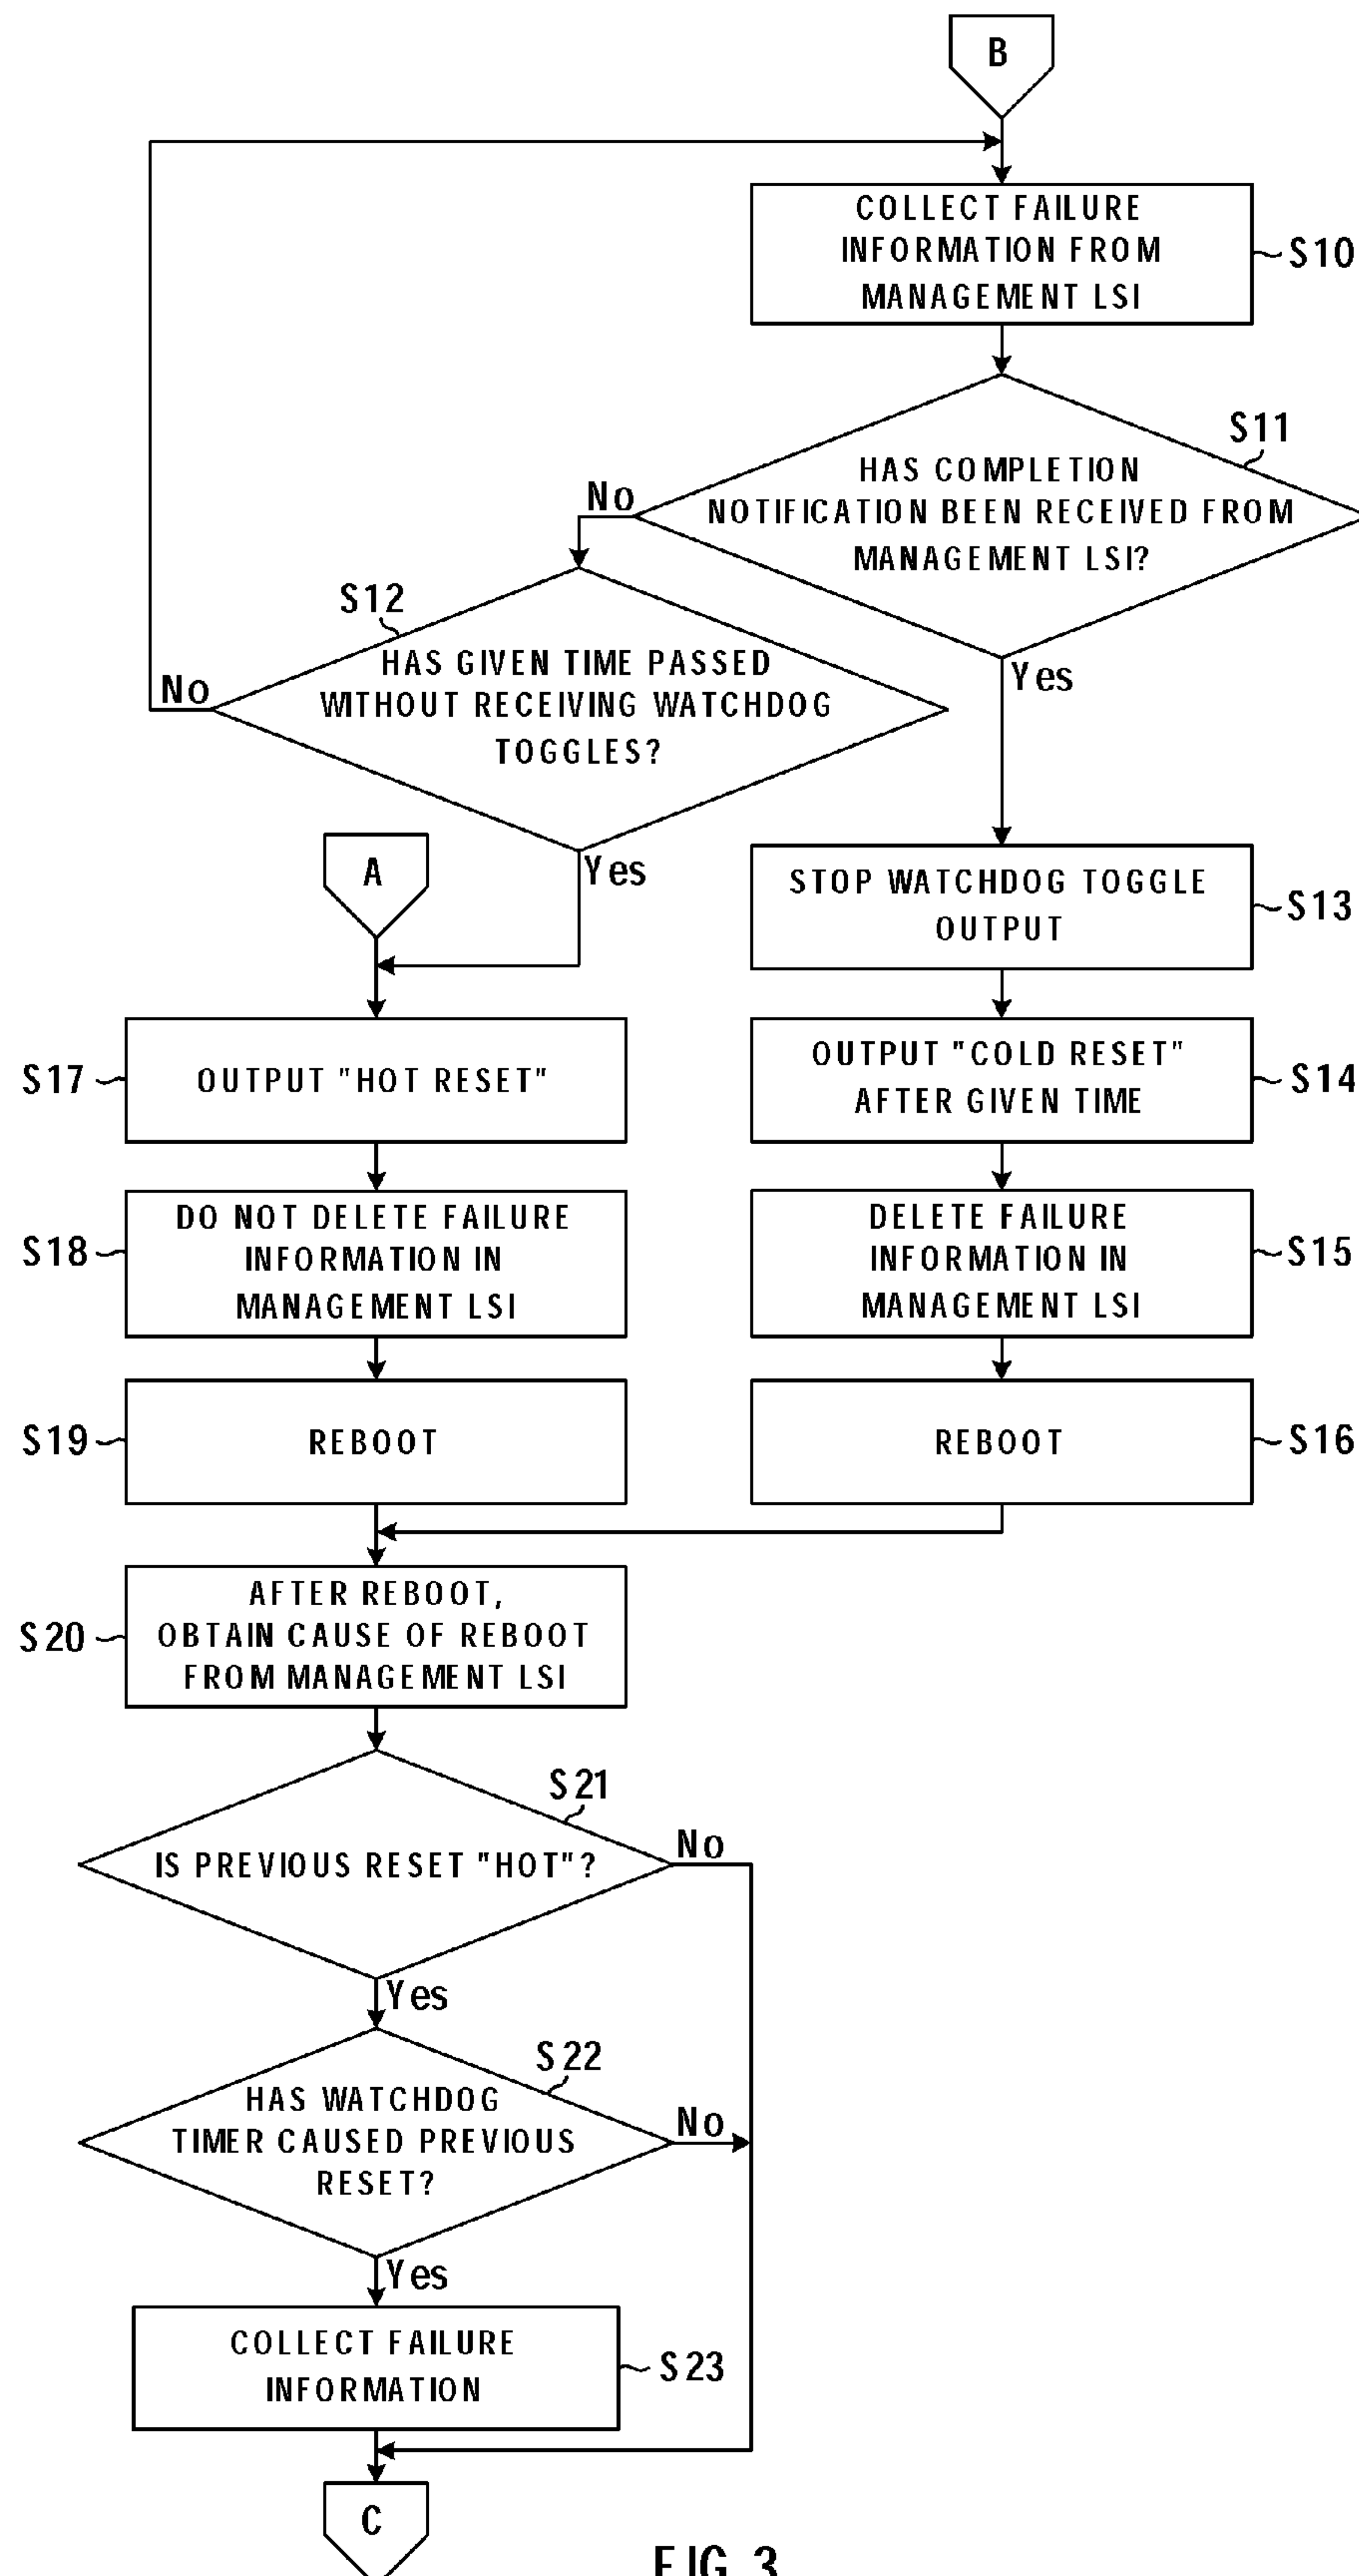 B
COLLECT FAILURE
INFORMATION FROM
MANAGEMENT LSI
S10
S11
HAS COMPLETION
NOTIFICATION BEEN RECEIVED FROM
MANAGEMENT LSI?
No
Yes
S12
HAS GIVEN TIME PASSED
WITHOUT RECEIVING WATCHDOG
TOGGLES?
No
Yes
A
STOP WATCHDOG TOGGLE
OUTPUT
S13
S17
OUTPUT "HOT RESET"
OUTPUT "COLD RESET"
AFTER GIVEN TIME
S14
S18
DO NOT DELETE FAILURE
INFORMATION IN
MANAGEMENT LSI
DELETE FAILURE
INFORMATION IN
MANAGEMENT LSI
S15
S19
REBOOT
REBOOT
S16
S20
AFTER REBOOT,
OBTAIN CAUSE OF REBOOT
FROM MANAGEMENT LSI
S21
IS PREVIOUS RESET "HOT"?
No
Yes
S22
HAS WATCHDOG
TIMER CAUSED PREVIOUS
RESET?
No
Yes
COLLECT FAILURE
INFORMATION
S23
C
FIG. 3